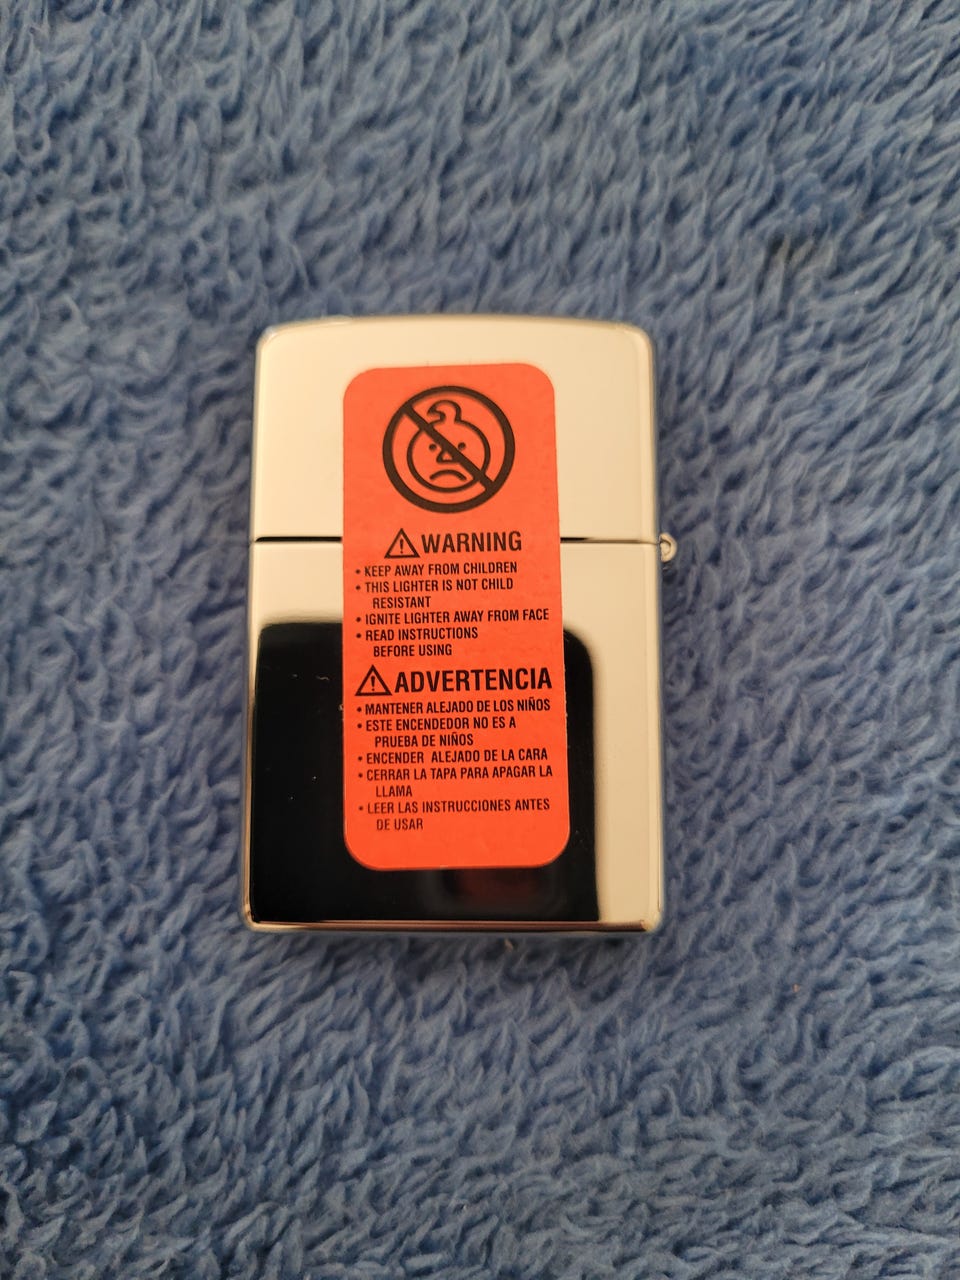 WARNING
• KEEP AWAY FROM CHILDREN
• THIS LIGHTER IS NOT CHILD
RESISTANT
• IGNITE LIGHTER AWAY FROM FACE
• READ INSTRUCTIONS
BEFORE USING
ADVERTENCIA
• MANTENER ALEJADO DE LOS NIÑOS
• ESTE ENCENDEDOR NO ES A
PRUEBA DE NIÑOS
• ENCENDER ALEJADO DE LA CARA
• CERRAR LA TAPA PARA APAGAR LA
LLAMA
• LEER LAS INSTRUCCIONES ANTES
DE USAR